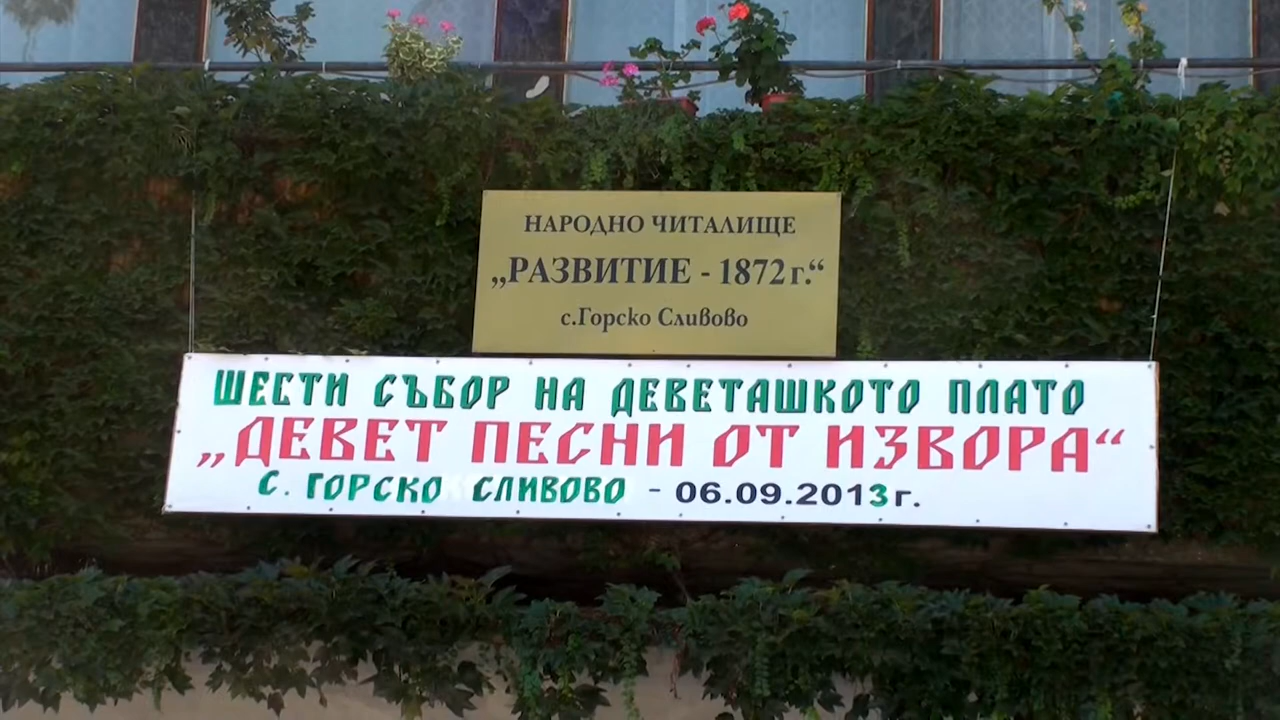 НАРОДНО ЧИТАЛИЩЕ
„РАЗВИТИЕ - 1872 г.“
с.Горско Сливово
ШЕСТИ СЪБОР НА ДЕВЕТАШКОТО ПЛАТО
„ДЕВЕТ ПЕСНИ ОТ ИЗВОРА“
С. ГОРСКО СЛИВОВО - 06.09.2013 г.